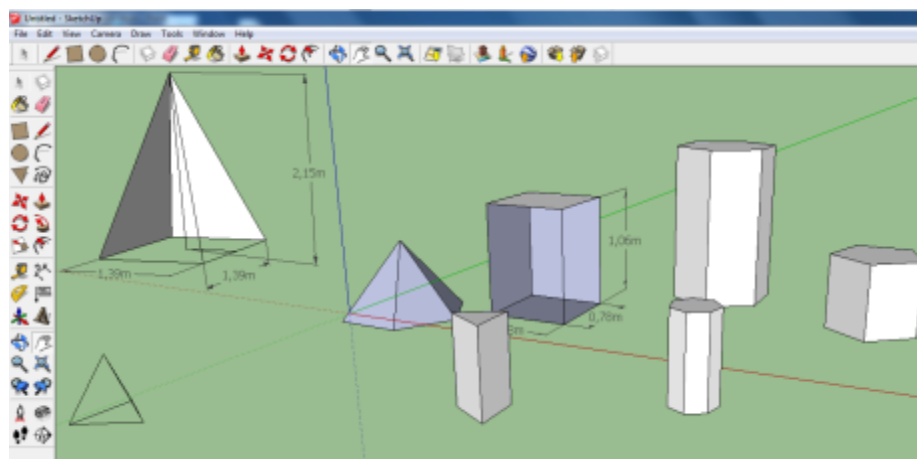 Untitled - SketchUp
File Edit View Camera Draw Tools Window Help
2,15m
1,39m
1,39m
1,06m
0,78m